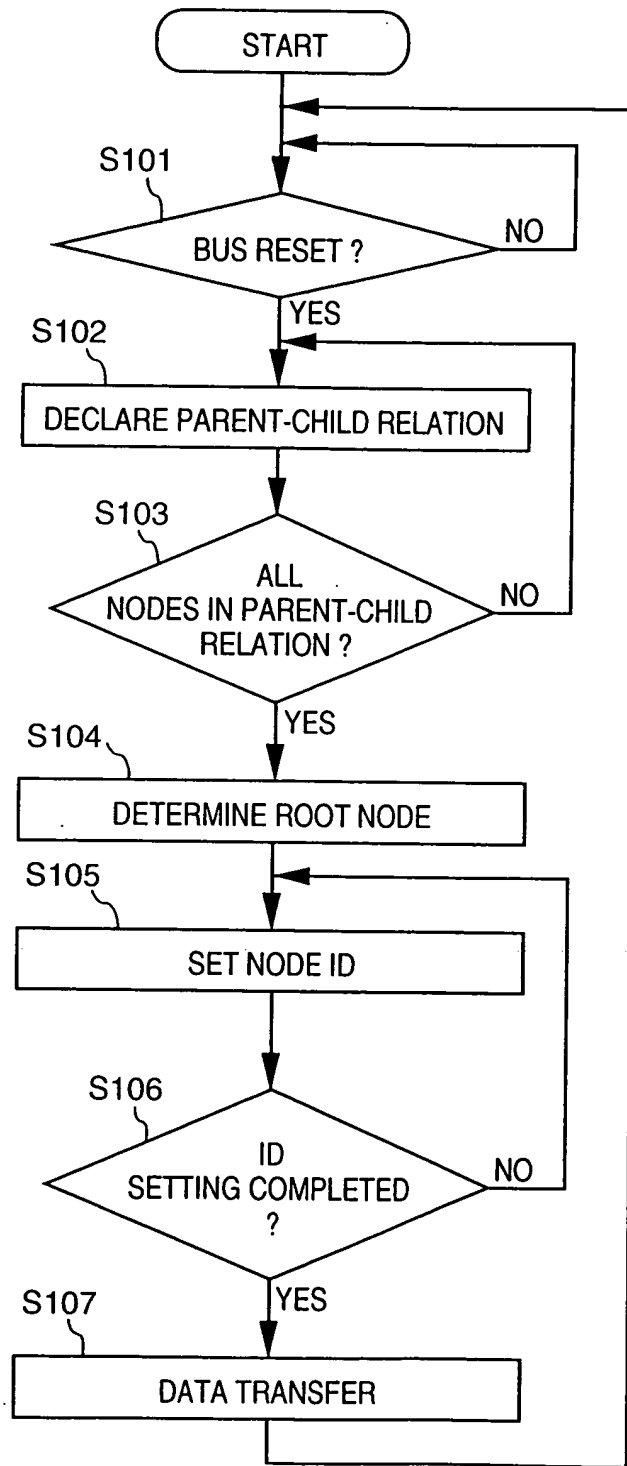 START
S101
BUS RESET ?
NO
YES
S102
DECLARE PARENT-CHILD RELATION
S103
ALL
NODES IN PARENT-CHILD
RELATION ?
NO
YES
S104
DETERMINE ROOT NODE
S105
SET NODE ID
S106
ID
SETTING COMPLETED
?
NO
YES
S107
DATA TRANSFER